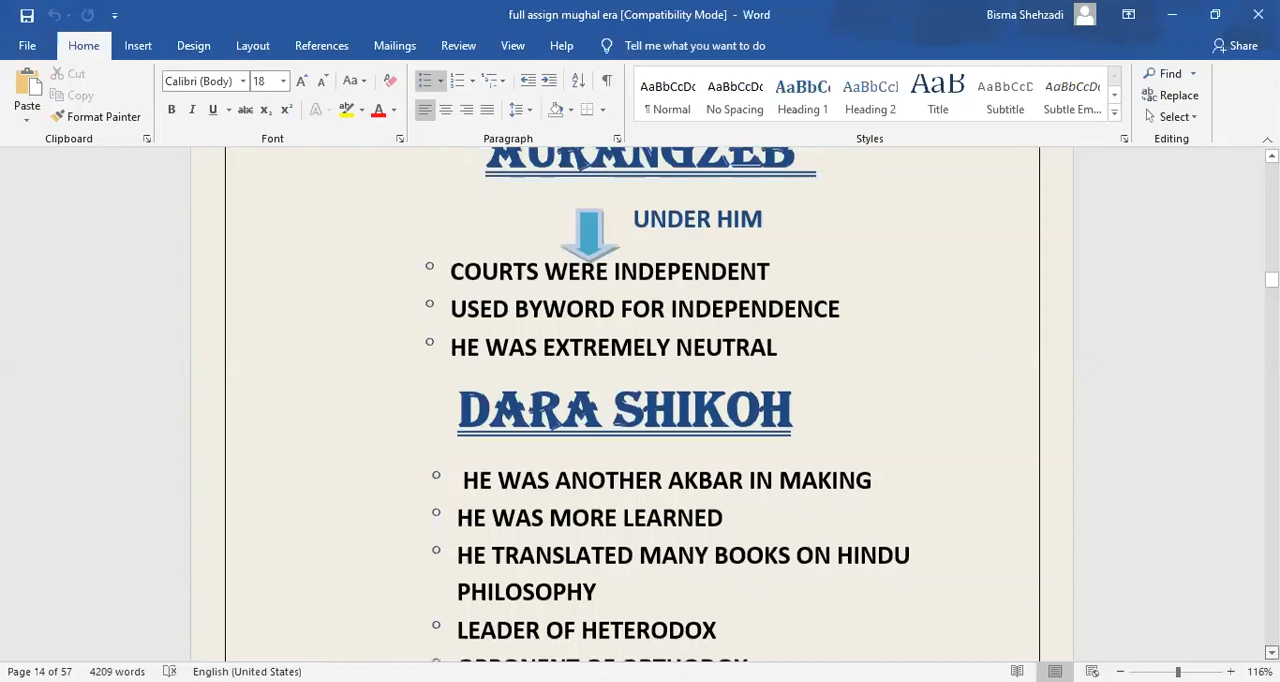 full assign mughal era [Compatibility Mode] - Word
Bisma Shehzadi
File Home Insert Design Layout References Mailings Review View Help Tell me what you want to do Share
Paste
Cut
Copy
Format Painter
Clipboard
Calibri (Body) 18
Font
Paragraph
AaBbCcDc AaBbCcDc AaBbC AaBbCcl AaB AaBbCcD AaBbCcDc
¶ Normal No Spacing Heading 1 Heading 2 Title Subtitle Subtle Em...
Styles
Find
Replace
Select
Editing
AURANGZEB
UNDER HIM
COURTS WERE INDEPENDENT
USED BYWORD FOR INDEPENDENCE
HE WAS EXTREMELY NEUTRAL
DARA SHIKOH
HE WAS ANOTHER AKBAR IN MAKING
HE WAS MORE LEARNED
HE TRANSLATED MANY BOOKS ON HINDU
PHILOSOPHY
LEADER OF HETERODOX
OPPONENT OF ORTHODOX
Page 14 of 57 4209 words English (United States) 116%